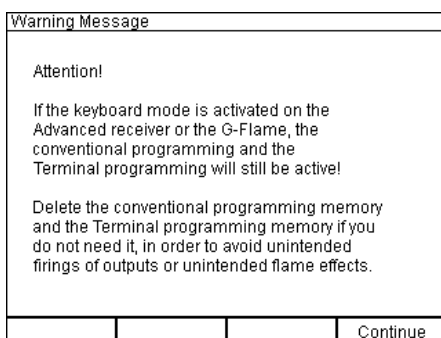 Warning Message
Attention!
If the keyboard mode is activated on the
Advanced receiver or the G-Flame, the
conventional programming and the
Terminal programming will still be active!
Delete the conventional programming memory
and the Terminal programming memory if you
do not need it, in order to avoid unintended
firings of outputs or unintended flame effects.
Continue